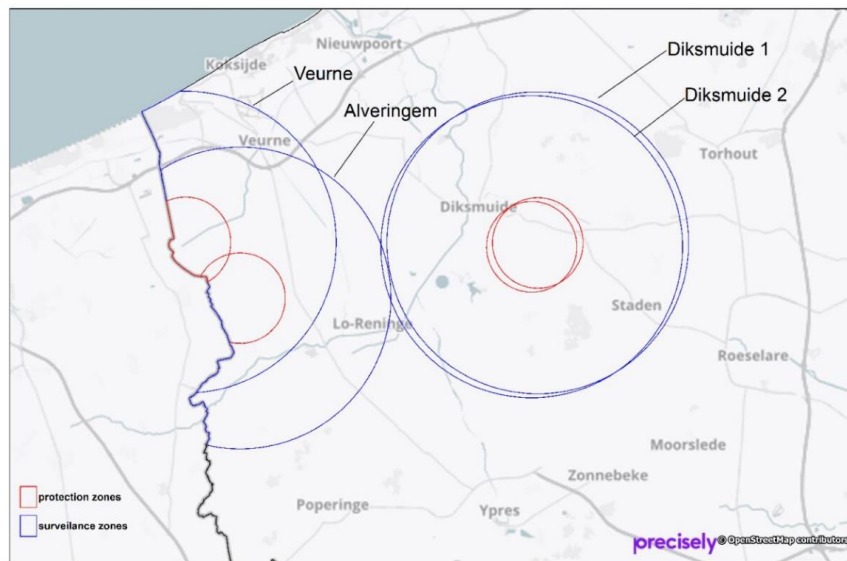 Nieuwpoort
Diksmuide 1
Koksijde
Veurne
Diksmuide 2
Alveringem
Veurne
Torhout
Diksmuide
Staden
Lo-Reninge
Roeselare
Moorslede
Zonnebeke
protection zones
Poperinge
Ypres
surveilance zones
precisely © OpenStreetMap contributors